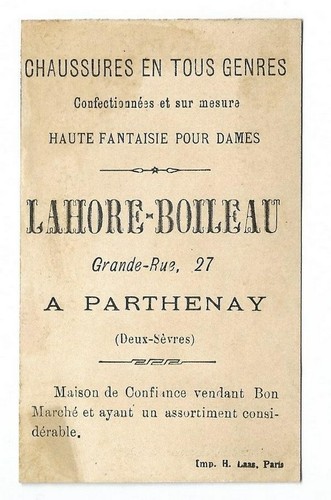 CHAUSSURES EN TOUS GENRES
Confectionnées et sur mesure
HAUTE FANTAISIE POUR DAMES
LAHORE-BOILEAU
Grande-Rue, 27
A PARTHENAY
(Deux-Sèvres)
Maison de Confiance vendant Bon
Marché et ayant un assortiment consi-
dérable.
Imp. H. Laas, Paris